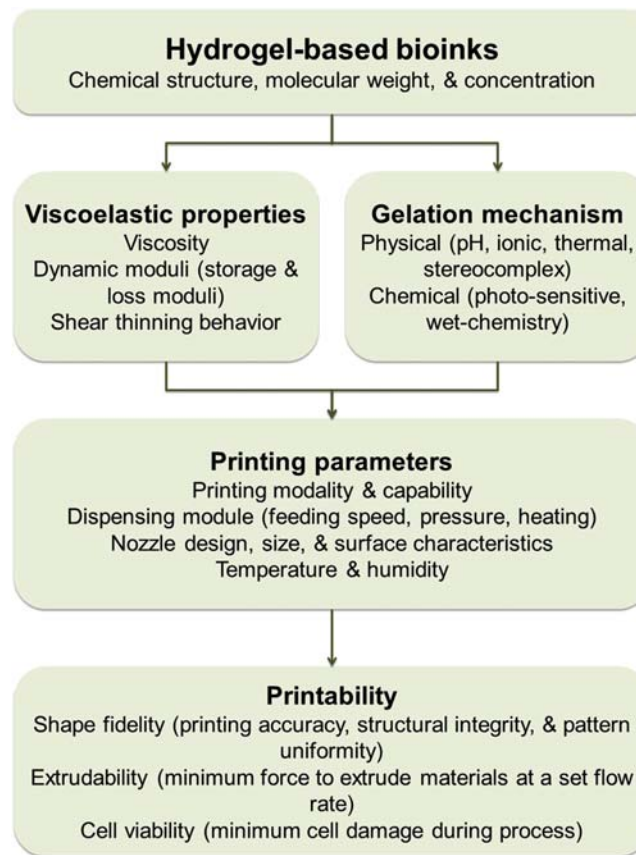 Hydrogel-based bioinks
Chemical structure, molecular weight, & concentration
Viscoelastic properties
Viscosity
Dynamic moduli (storage &
loss moduli)
Shear thinning behavior
Gelation mechanism
Physical (pH, ionic, thermal,
stereocomplex)
Chemical (photo-sensitive,
wet-chemistry)
Printing parameters
Printing modality & capability
Dispensing module (feeding speed, pressure, heating)
Nozzle design, size, & surface characteristics
Temperature & humidity
Printability
Shape fidelity (printing accuracy, structural integrity, & pattern
uniformity)
Extrudability (minimum force to extrude materials at a set flow
rate)
Cell viability (minimum cell damage during process)